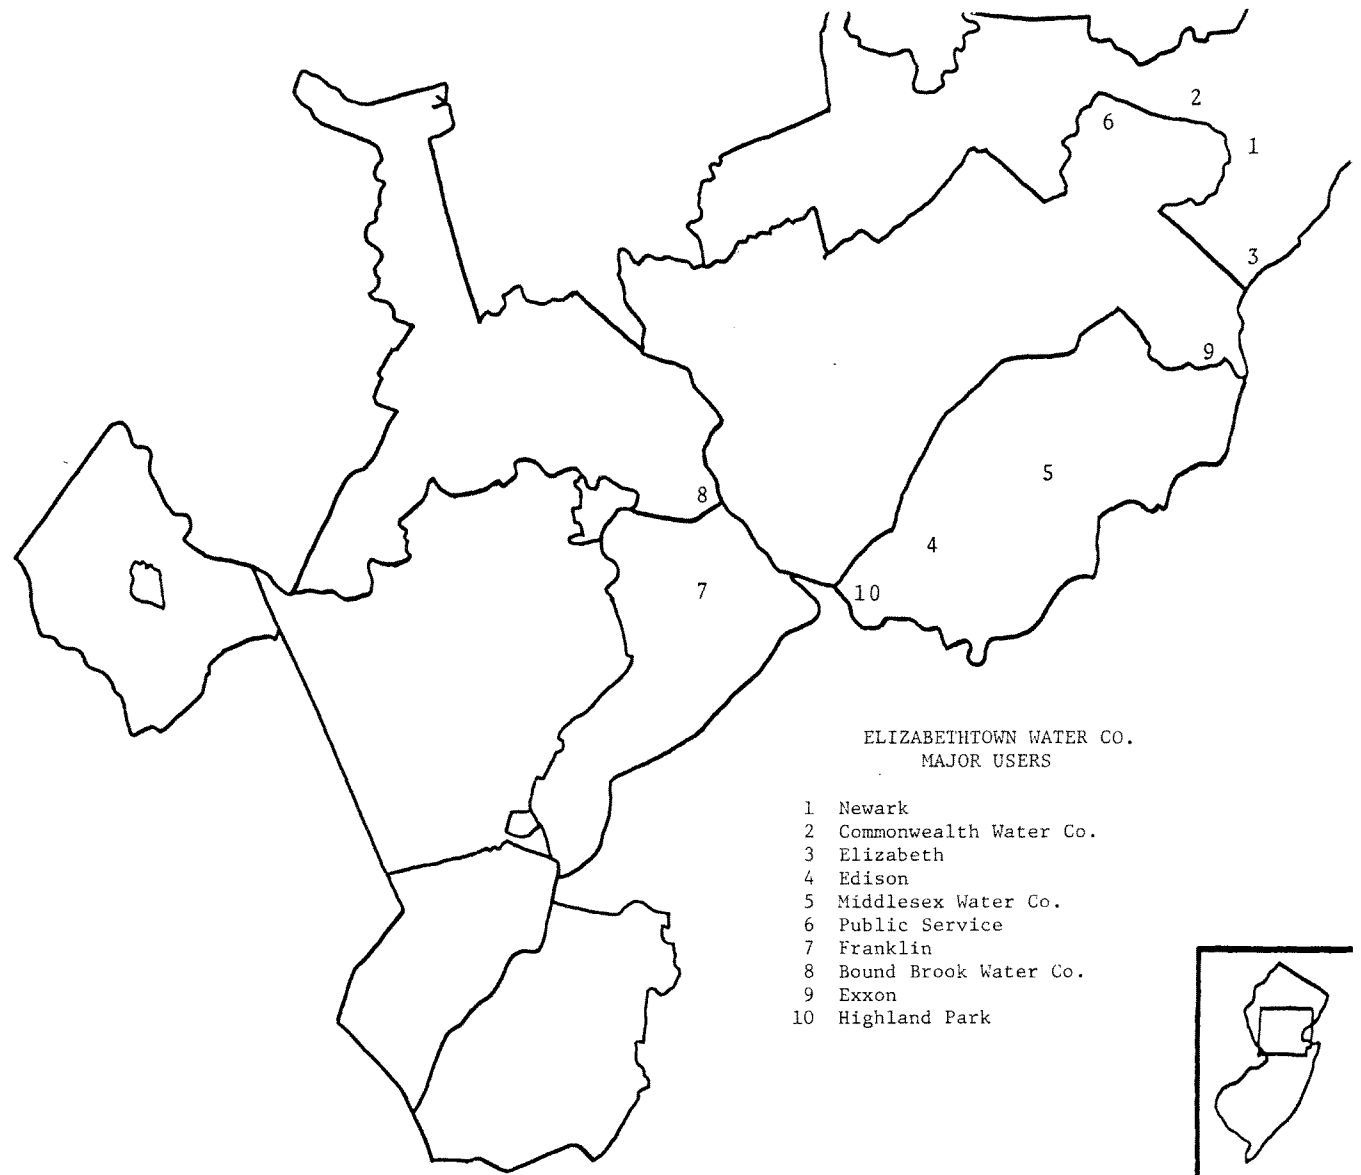 2
6
1
3
9
5
8
4
7
10
ELIZABETHTOWN WATER CO.
MAJOR USERS
1 Newark
2 Commonwealth Water Co.
3 Elizabeth
4 Edison
5 Middlesex Water Co.
6 Public Service
7 Franklin
8 Bound Brook Water Co.
9 Exxon
10 Highland Park